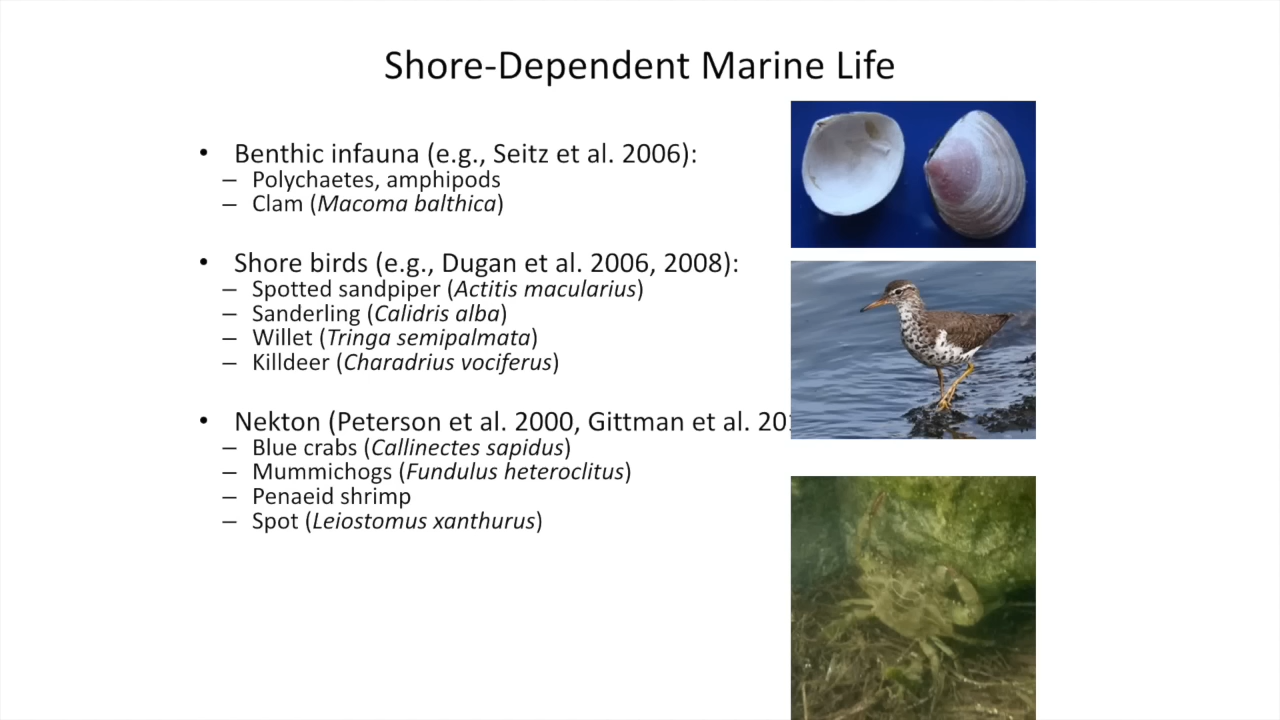 Shore-Dependent Marine Life
• Benthic infauna (e.g., Seitz et al. 2006):
– Polychaetes, amphipods
– Clam (Macoma balthica)
• Shore birds (e.g., Dugan et al. 2006, 2008):
– Spotted sandpiper (Actitis macularius)
– Sanderling (Calidris alba)
– Willet (Tringa semipalmata)
– Killdeer (Charadrius vociferus)
• Nekton (Peterson et al. 2000, Gittman et al.
– Blue crabs (Callinectes sapidus)
– Mummichogs (Fundulus heteroclitus)
– Penaeid shrimp
– Spot (Leiostomus xanthurus)